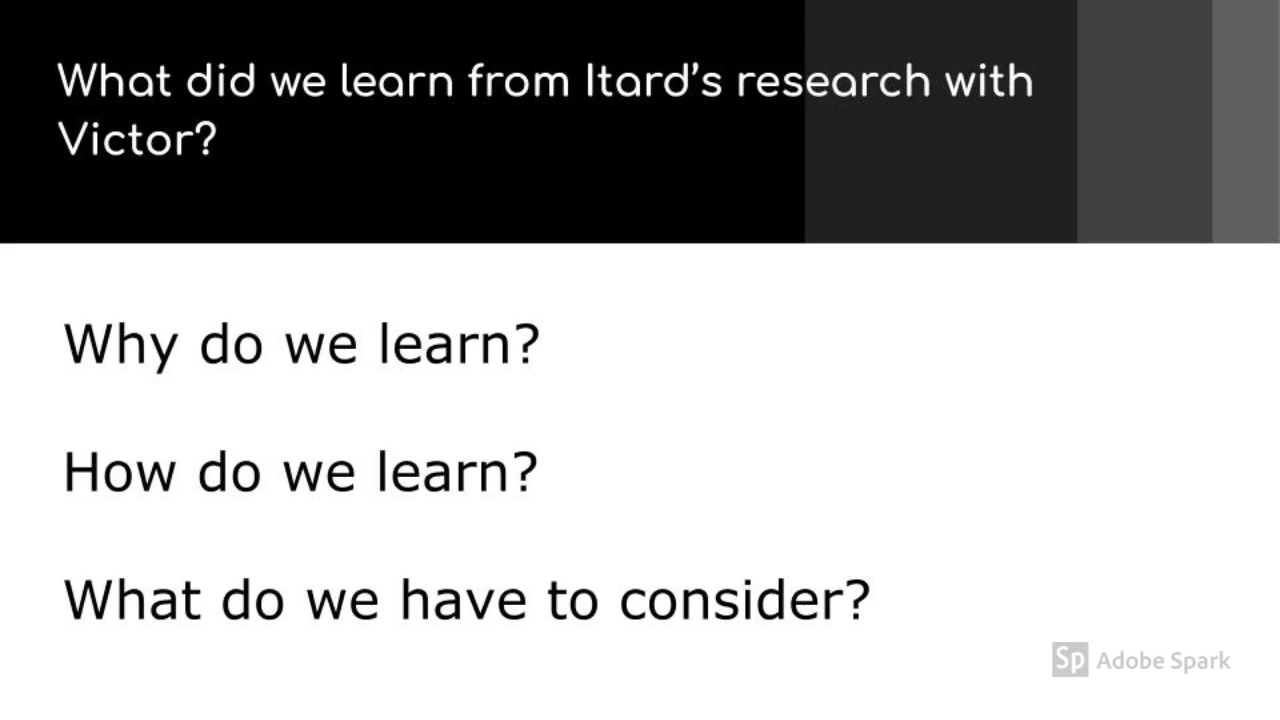 What did we learn from Itard’s research with
Victor?
Why do we learn?
How do we learn?
What do we have to consider?
Sp Adobe Spark